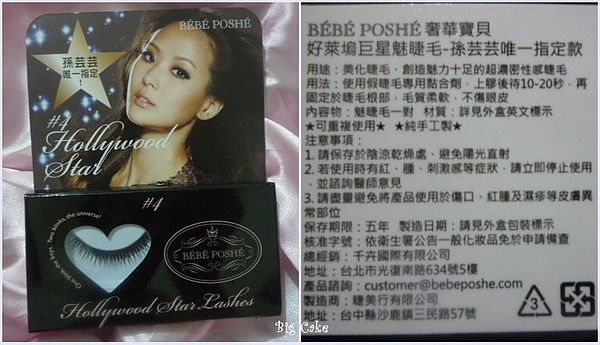 BÉBÉ POSHÉ
孫芸芸
唯一指定
!
#4
Hollywood
Star
#4
One blink, the boys. Two blinks, the universe!
BÉBÉ POSHÉ
Hollywood Star Lashes
BÉBÉ POSHÉ 奢華寶貝
好萊塢巨星魅睫毛-孫芸芸唯一指定款
用途：美化睫毛、創造魅力十足的超濃密性感睫毛
用法：使用假睫毛專用黏合劑，上膠後待10-20秒，再
固定於睫毛根部，毛質柔軟，不傷眼皮
內容物：魅睫毛一對 材質：詳見外盒英文標示
★可重複使用★ ★純手工製★
注意事項：
1. 請保存於陰涼乾燥處、避免陽光直射
2. 若使用時有紅、腫、刺激感等症狀，請立即停止使用
，並諮詢醫師意見
3. 請盡量避免將產品使用於傷口、紅腫及濕疹等皮膚異
常部位
保存期限：五年 製造日期：請見外盒包裝標示
核准字號：依衛生署公告一般化妝品免於申請備查
總經銷：千卉國際有限公司
地址：台北市光復南路634號5樓
產品諮詢：customer@bebeposhe.com
製造商：睫美行有限公司
地址：台中縣沙鹿鎮三民路57號
3
Big Cake